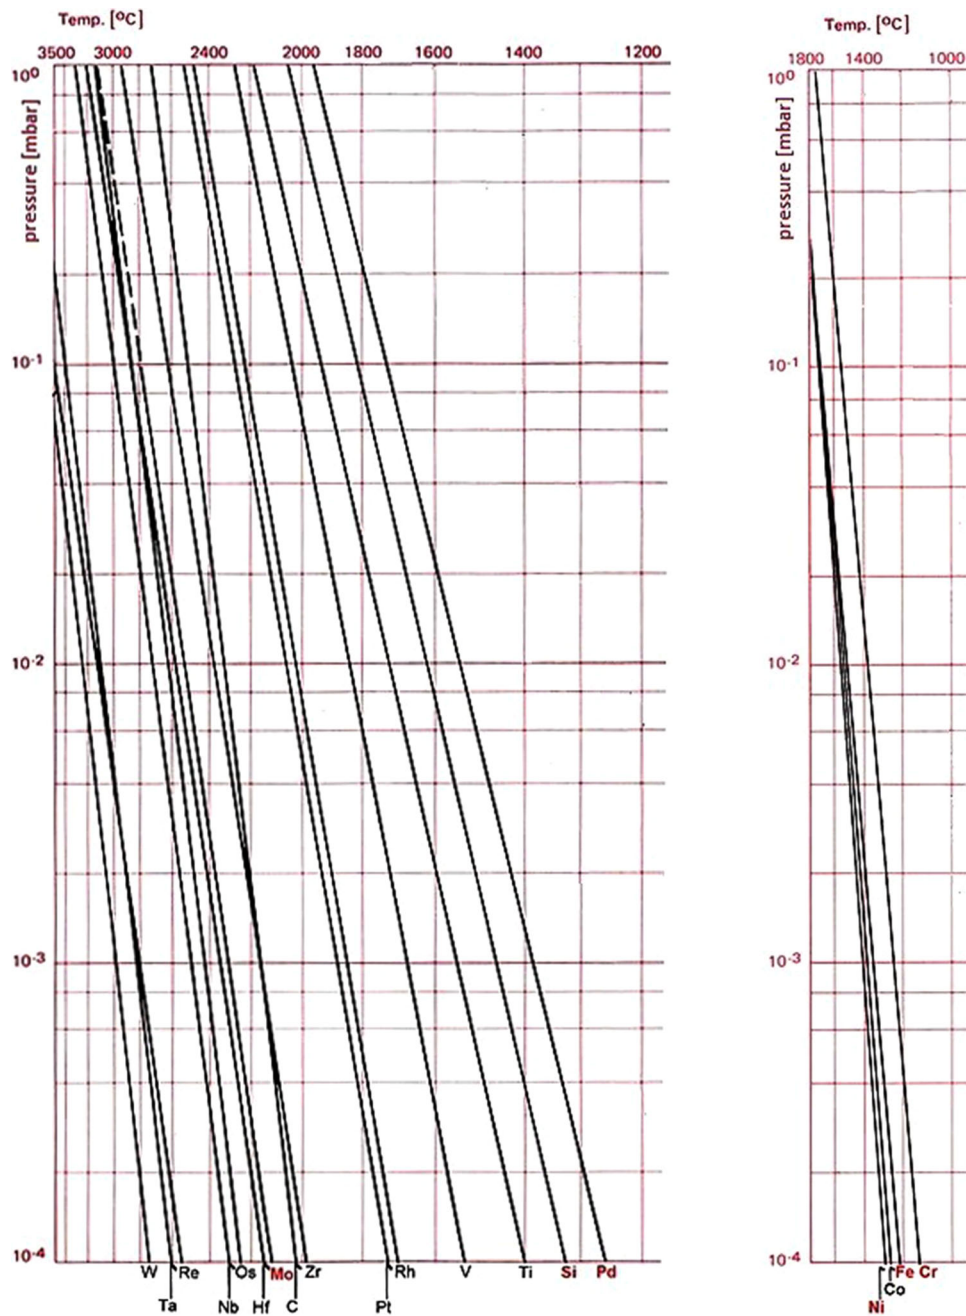 Temp. [°C]
3500 3000 2400 2000 1800 1600 1400 1200
pressure [mbar]
10⁰
10⁻¹
10⁻²
10⁻³
10⁻⁴
W Re Os Mo Zr Rh V Ti Si Pd
Ta Nb Hf C Pt
Temp. [°C]
1800 1400 1000
pressure [mbar]
10⁰
10⁻¹
10⁻²
10⁻³
10⁻⁴
Fe Cr
Co
Ni